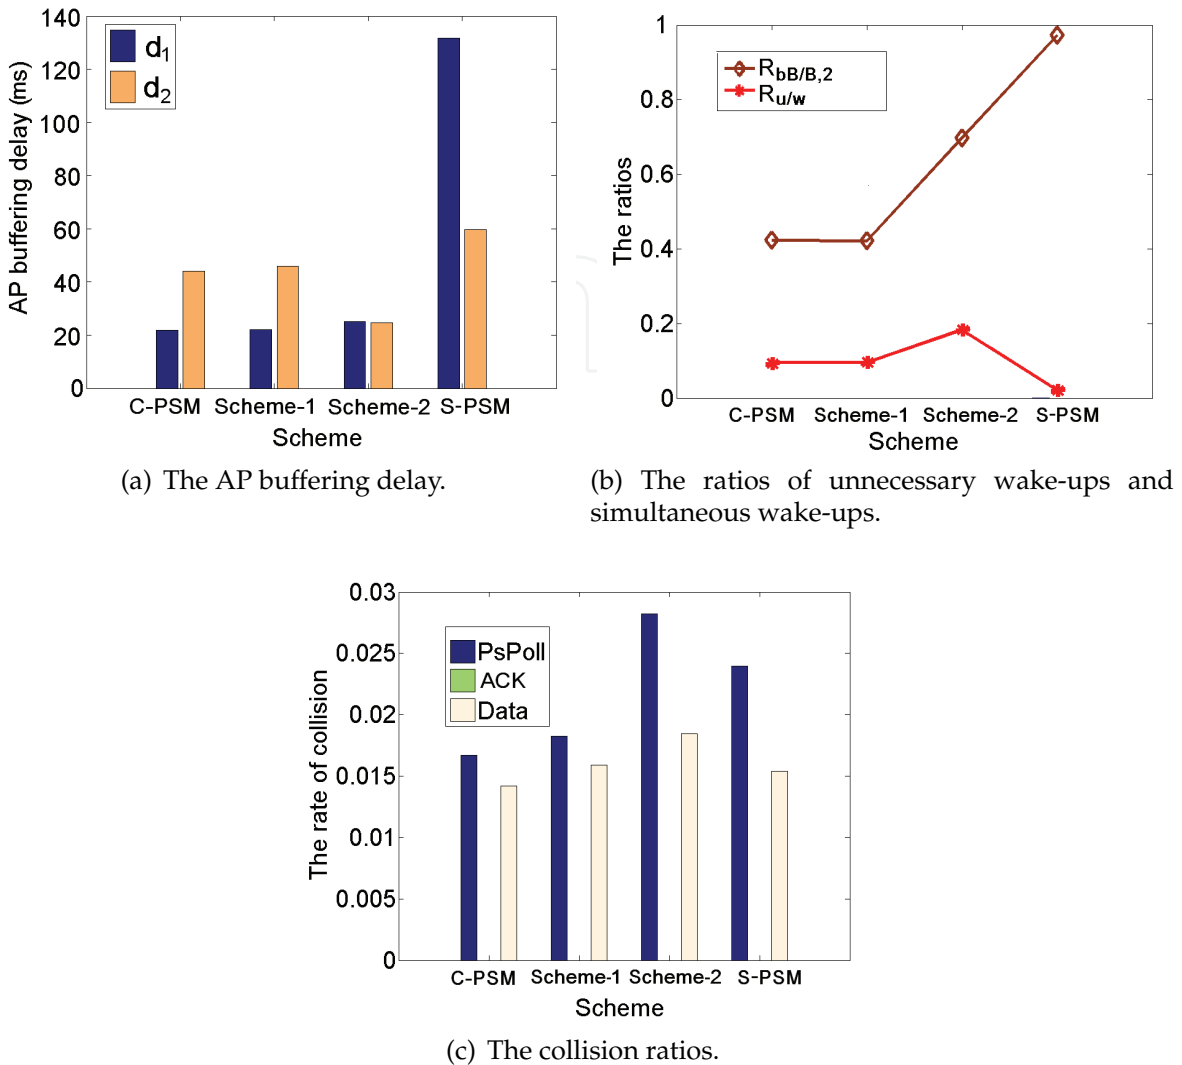 140
120
100
80
60
40
20
0
AP buffering delay (ms)
d1
d2
C-PSM Scheme-1 Scheme-2 S-PSM
Scheme
(a) The AP buffering delay.
1
0.8
0.6
0.4
0.2
0
The ratios
RbB/B,2
Ru/w
C-PSM Scheme-1 Scheme-2 S-PSM
Scheme
(b) The ratios of unnecessary wake-ups and
simultaneous wake-ups.
0.03
0.025
0.02
0.015
0.01
0.005
0
The rate of collision
PsPoll
ACK
Data
C-PSM Scheme-1 Scheme-2 S-PSM
Scheme
(c) The collision ratios.